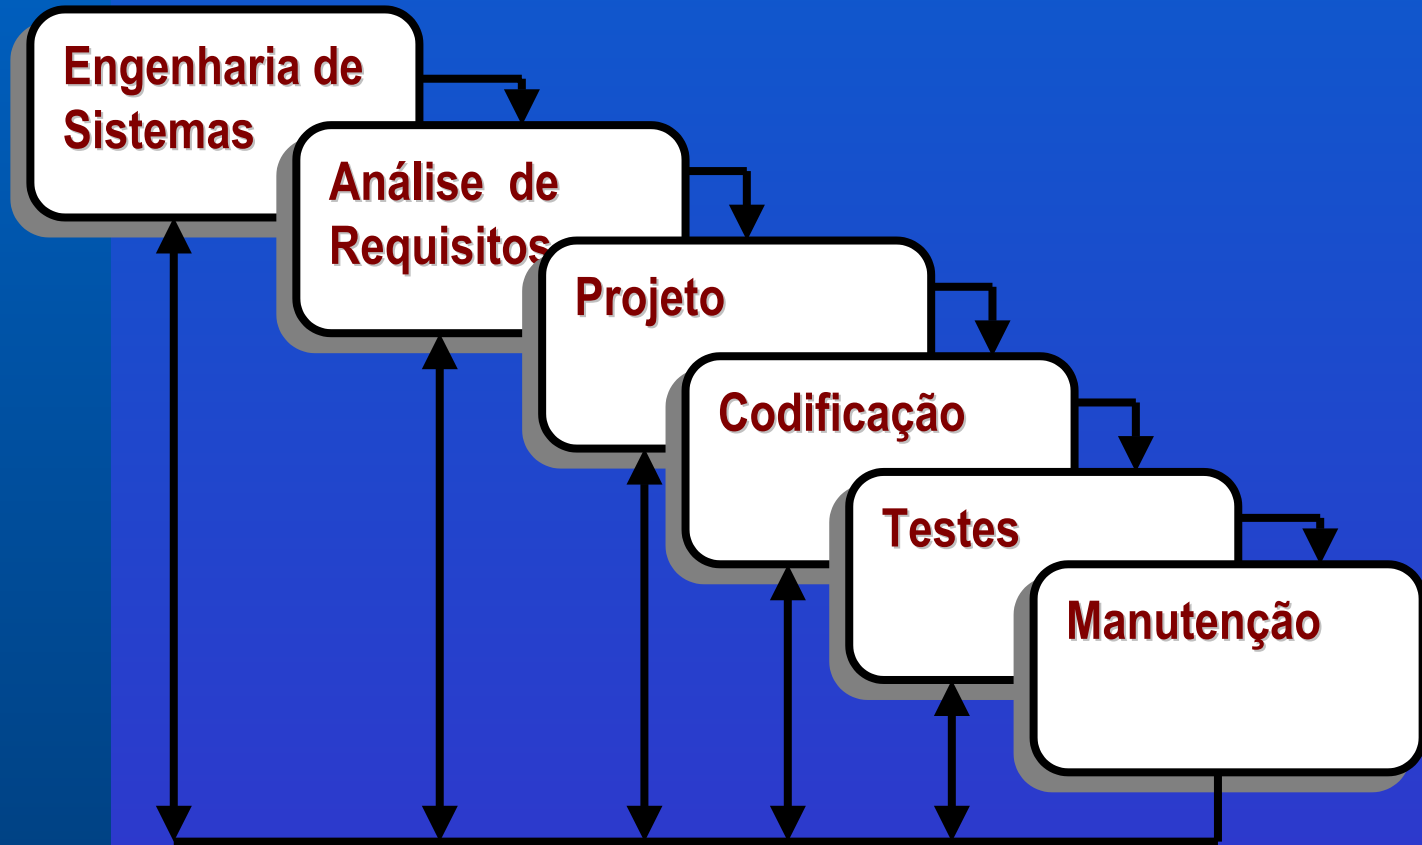 Engenharia de
Sistemas
Análise de
Requisitos
Projeto
Codificação
Testes
Manutenção